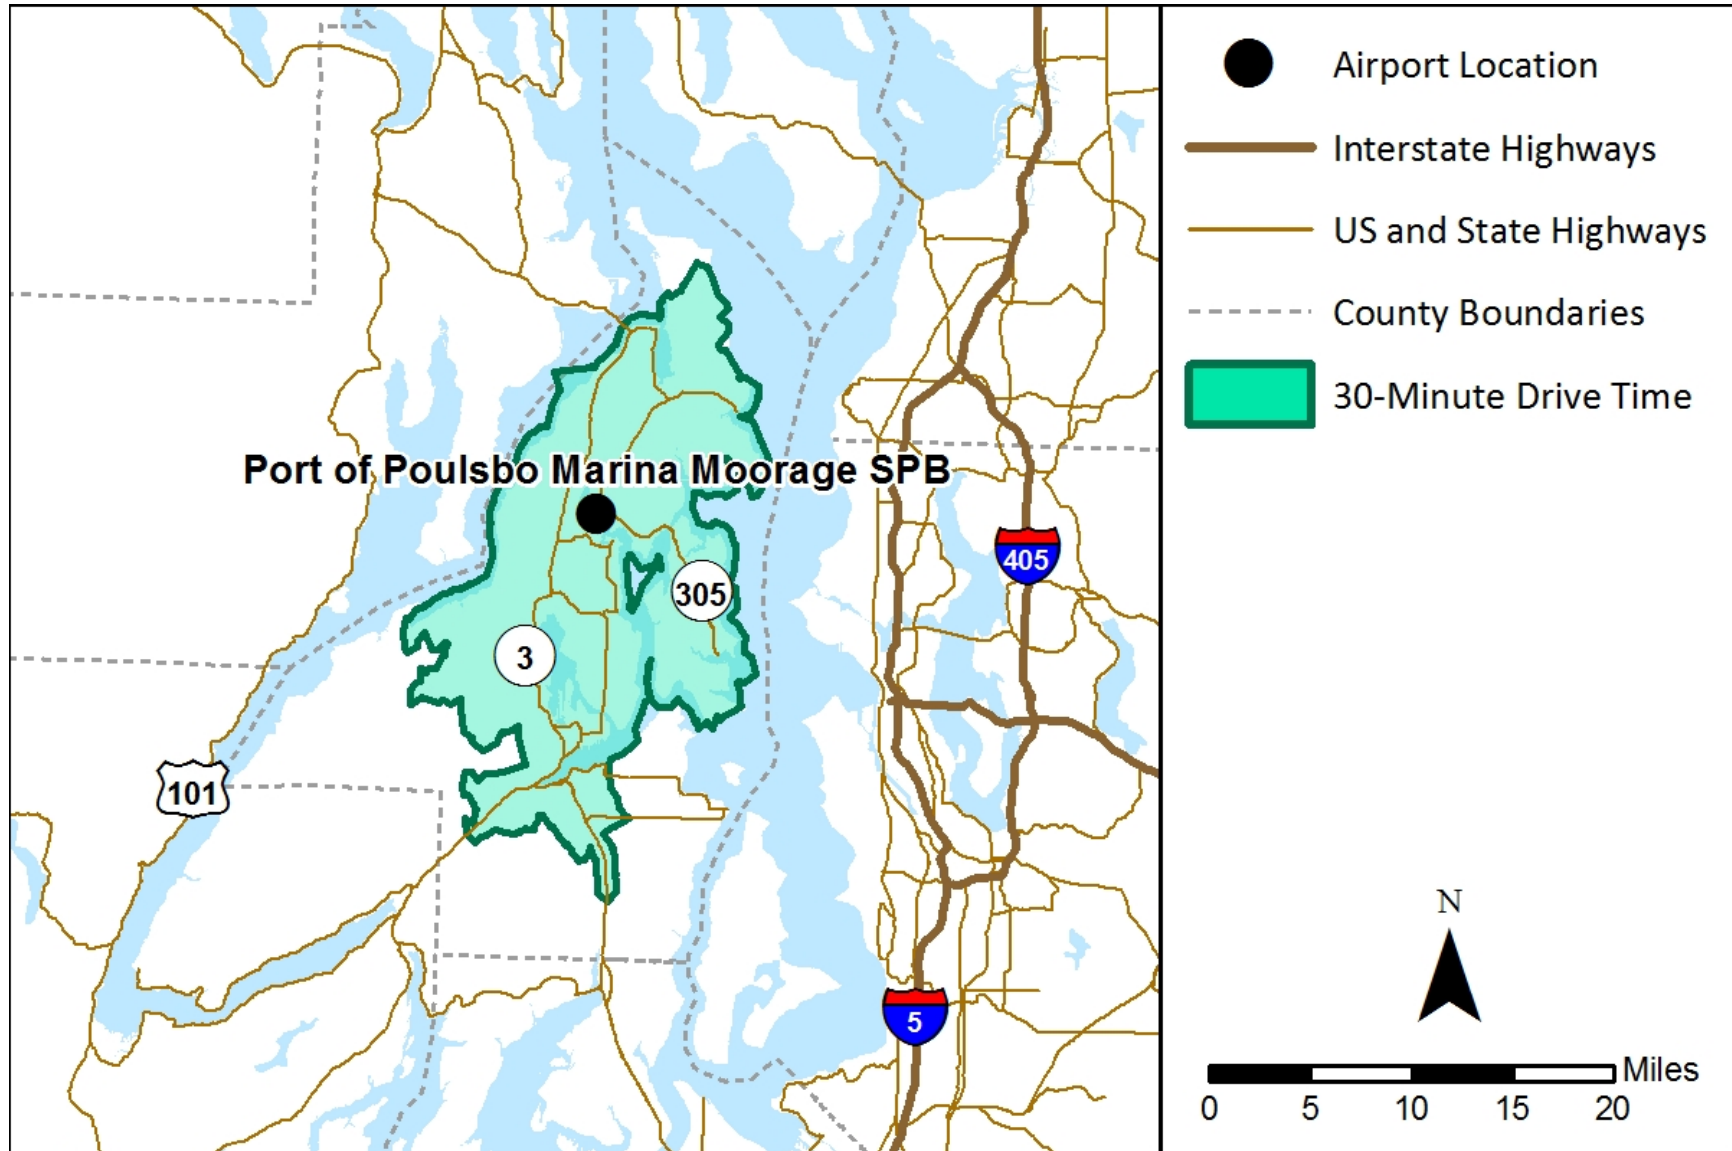 Port of Poulsbo Marina Moorage SPB
305
3
405
101
5
Airport Location
Interstate Highways
US and State Highways
County Boundaries
30-Minute Drive Time
N
Miles
0 5 10 15 20